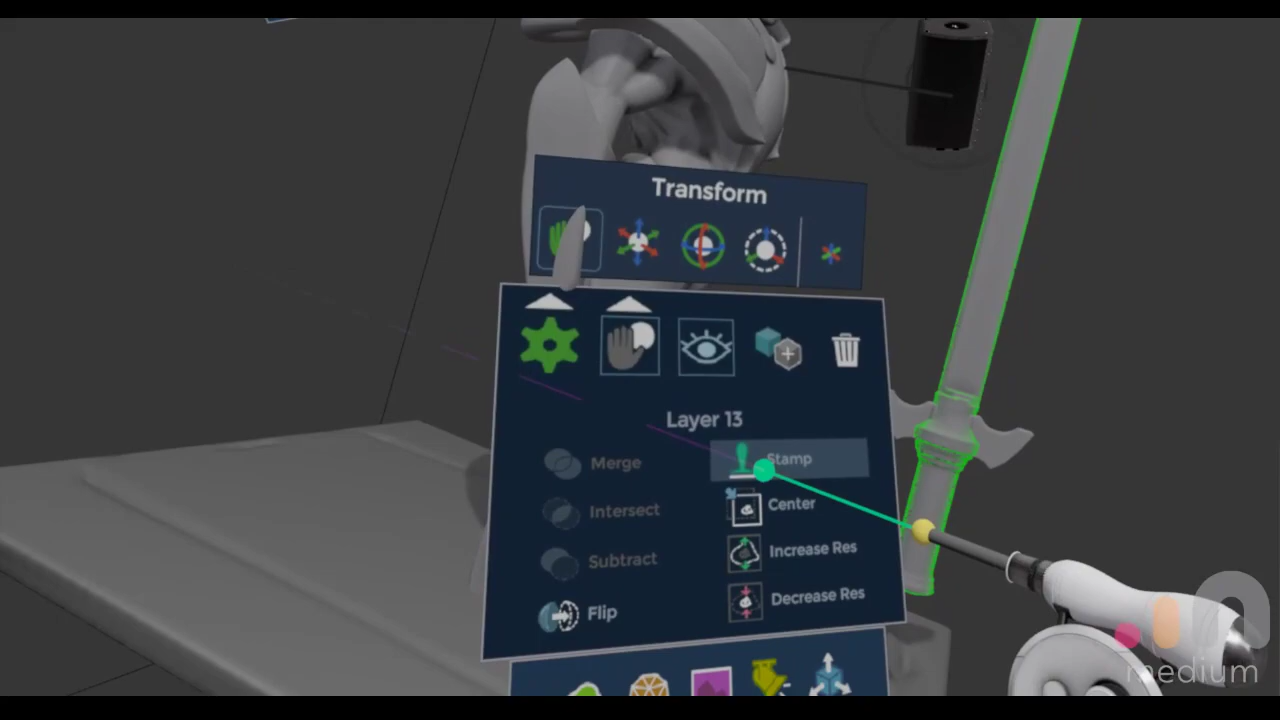 Transform
Layer 13
Merge
Stamp
Intersect
Center
Subtract
Increase Res
Flip
Decrease Res
medium